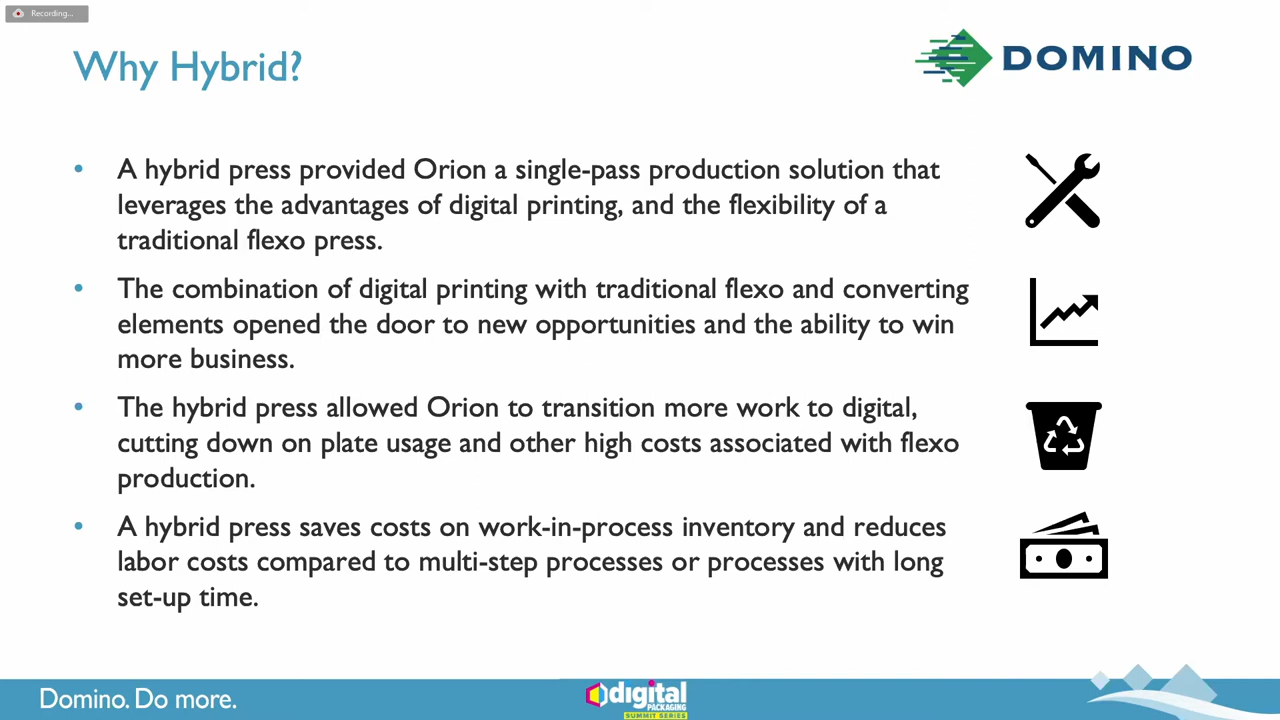 Recording...
Why Hybrid?
DOMINO
• A hybrid press provided Orion a single-pass production solution that
leverages the advantages of digital printing, and the flexibility of a
traditional flexo press.
• The combination of digital printing with traditional flexo and converting
elements opened the door to new opportunities and the ability to win
more business.
• The hybrid press allowed Orion to transition more work to digital,
cutting down on plate usage and other high costs associated with flexo
production.
• A hybrid press saves costs on work-in-process inventory and reduces
labor costs compared to multi-step processes or processes with long
set-up time.
Domino. Do more.
digital
PACKAGING
SUMMIT SERIES